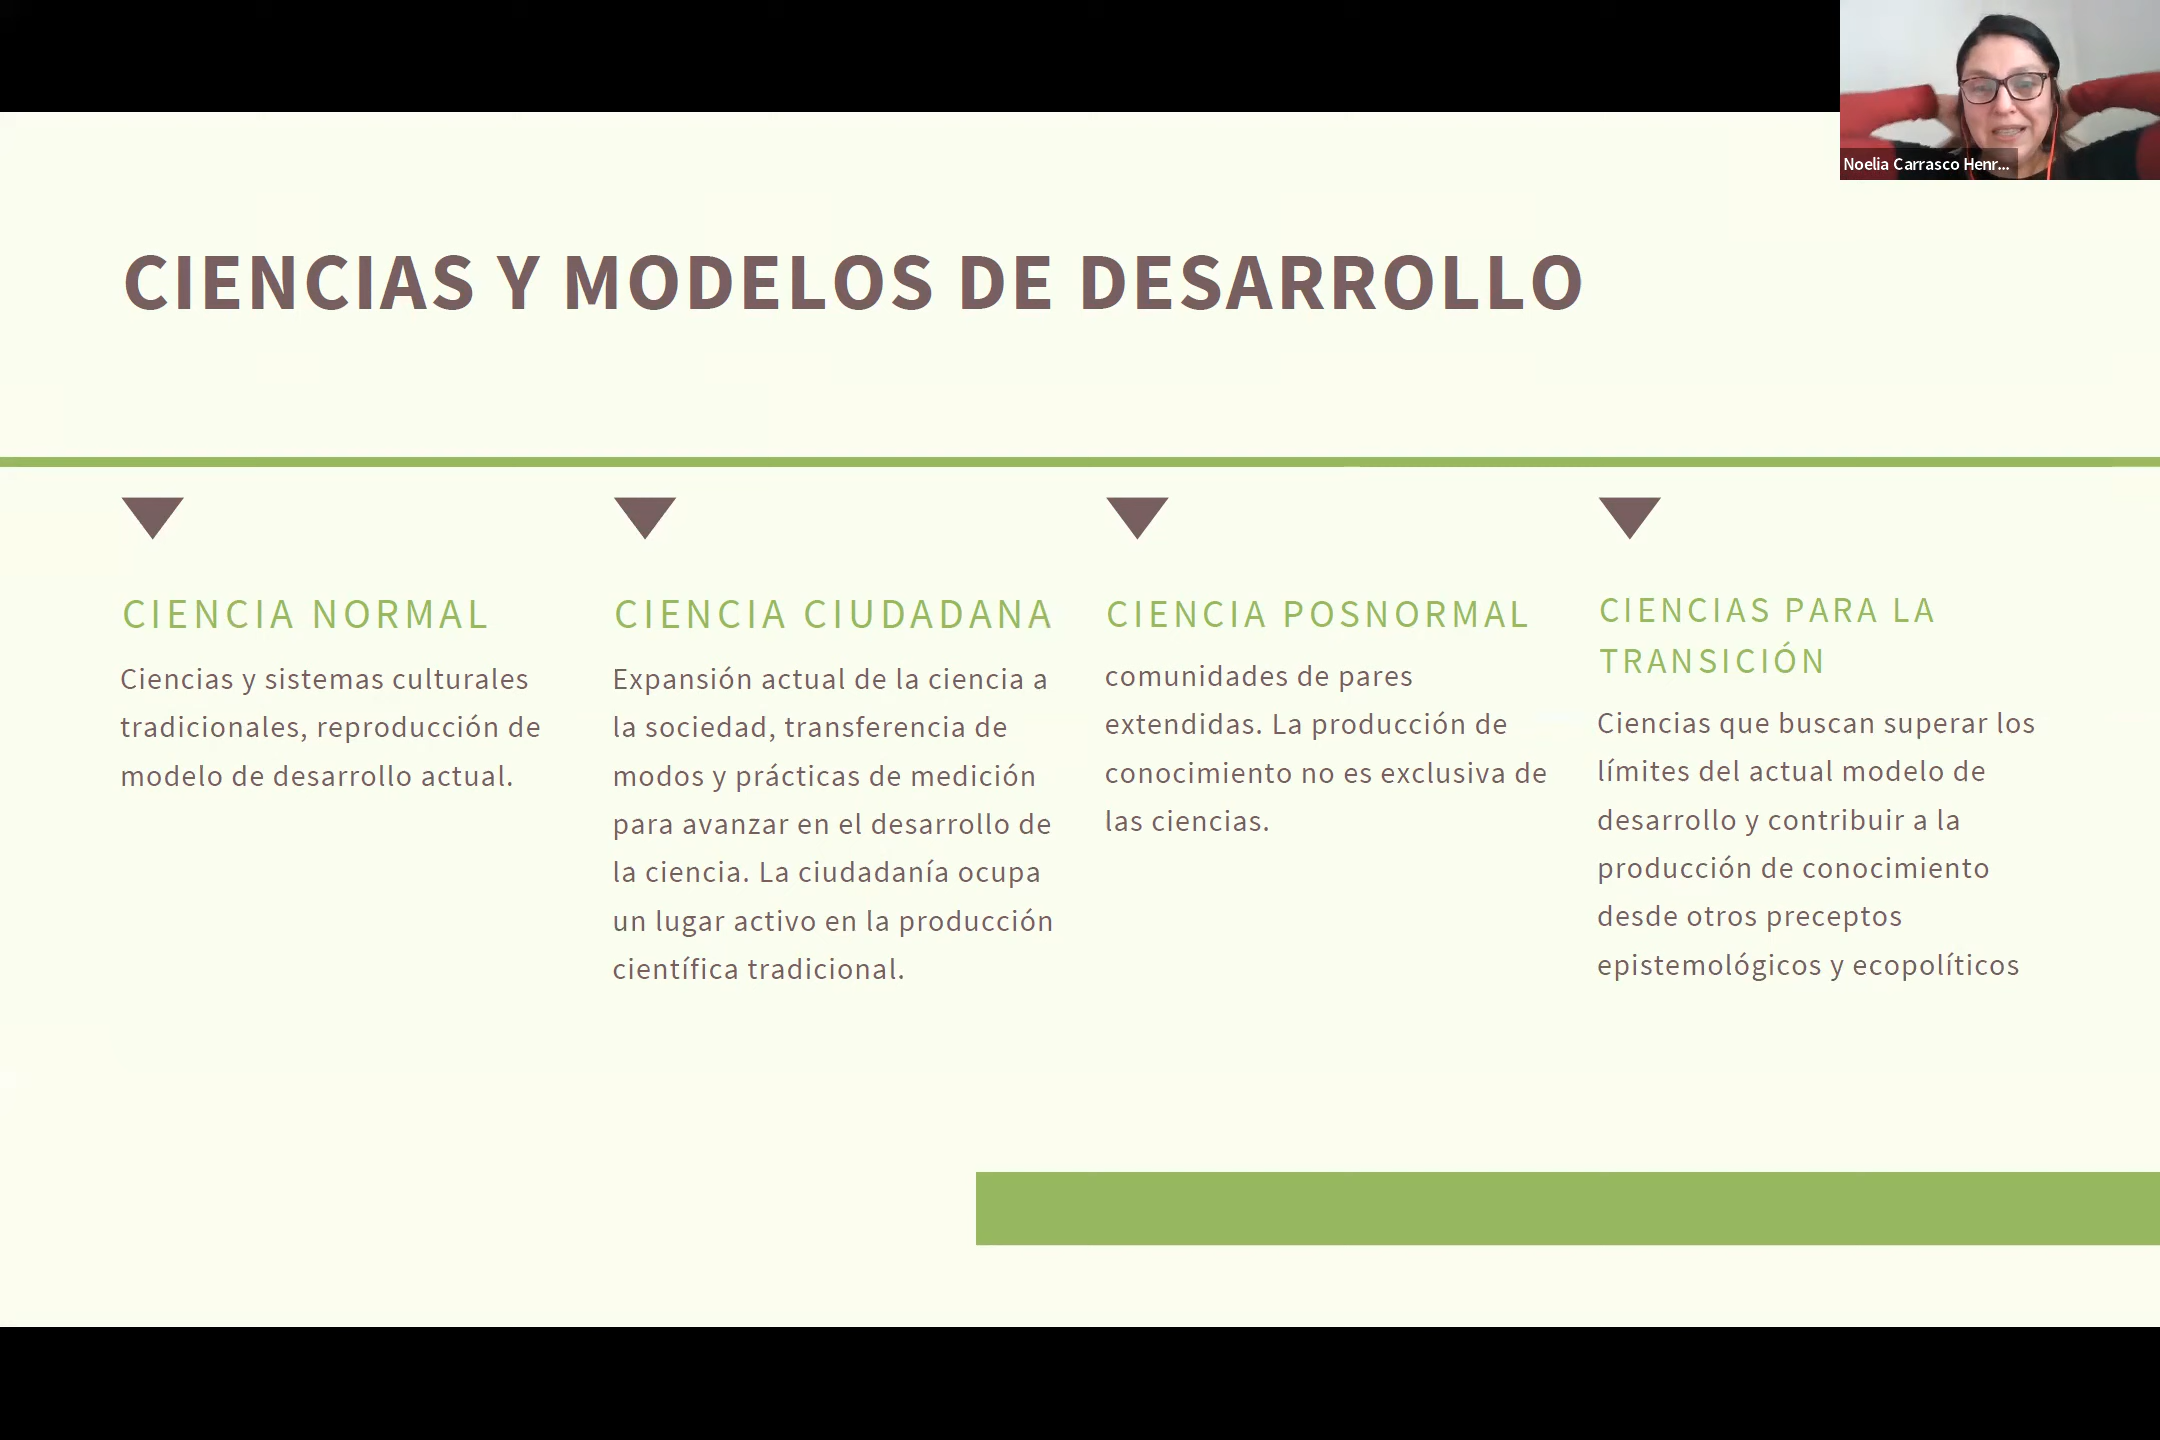 Noelia Carrasco Henr...
CIENCIAS Y MODELOS DE DESARROLLO
CIENCIA NORMAL
Ciencias y sistemas culturales
tradicionales, reproducción de
modelo de desarrollo actual.
CIENCIA CIUDADANA
Expansión actual de la ciencia a
la sociedad, transferencia de
modos y prácticas de medición
para avanzar en el desarrollo de
la ciencia. La ciudadanía ocupa
un lugar activo en la producción
científica tradicional.
CIENCIA POSNORMAL
comunidades de pares
extendidas. La producción de
conocimiento no es exclusiva de
las ciencias.
CIENCIAS PARA LA
TRANSICIÓN
Ciencias que buscan superar los
límites del actual modelo de
desarrollo y contribuir a la
producción de conocimiento
desde otros preceptos
epistemológicos y ecopolíticos